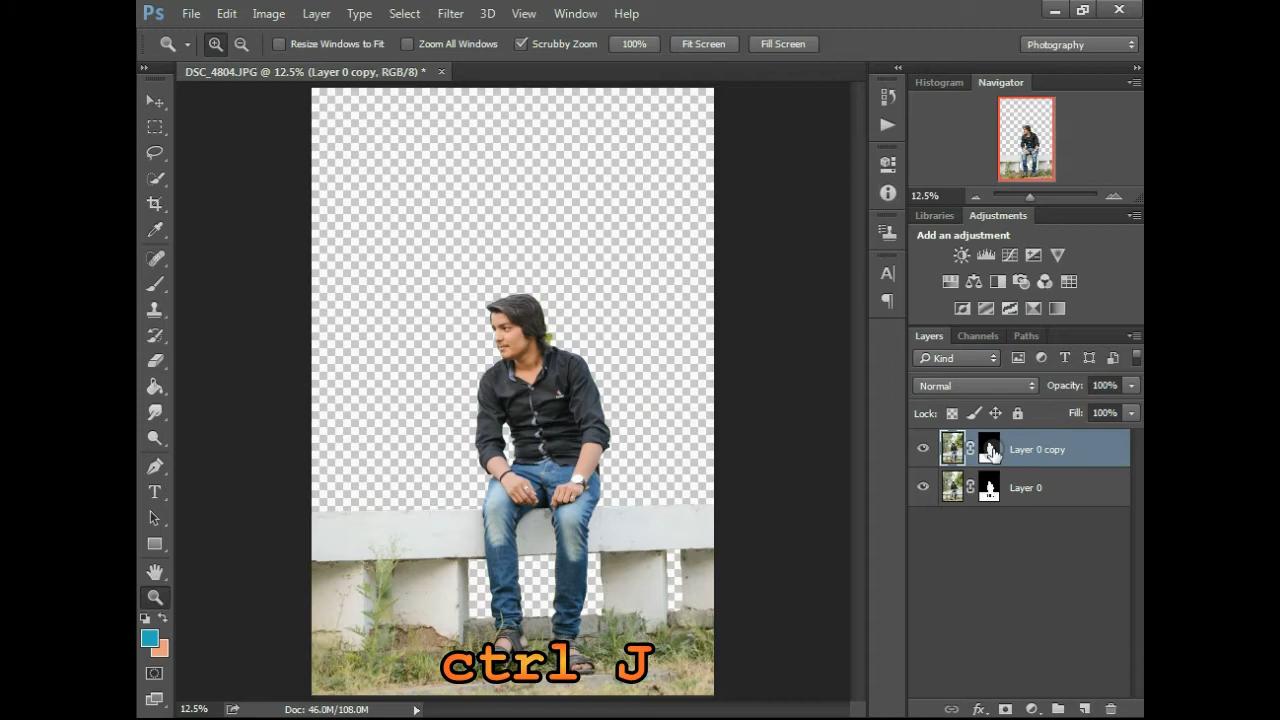 Ps File Edit Image Layer Type Select Filter 3D View Window Help
Resize Windows to Fit Zoom All Windows Scrubby Zoom 100% Fit Screen Fill Screen Photography
DSC_4804.JPG @ 12.5% (Layer 0 copy, RGB/8) *
Histogram Navigator
12.5%
Libraries Adjustments
Add an adjustment
Layers Channels Paths
Kind
Normal Opacity: 100%
Lock: Fill: 100%
Layer 0 copy
Layer 0
ctrl J
12.5% Doc: 46.0M/108.0M